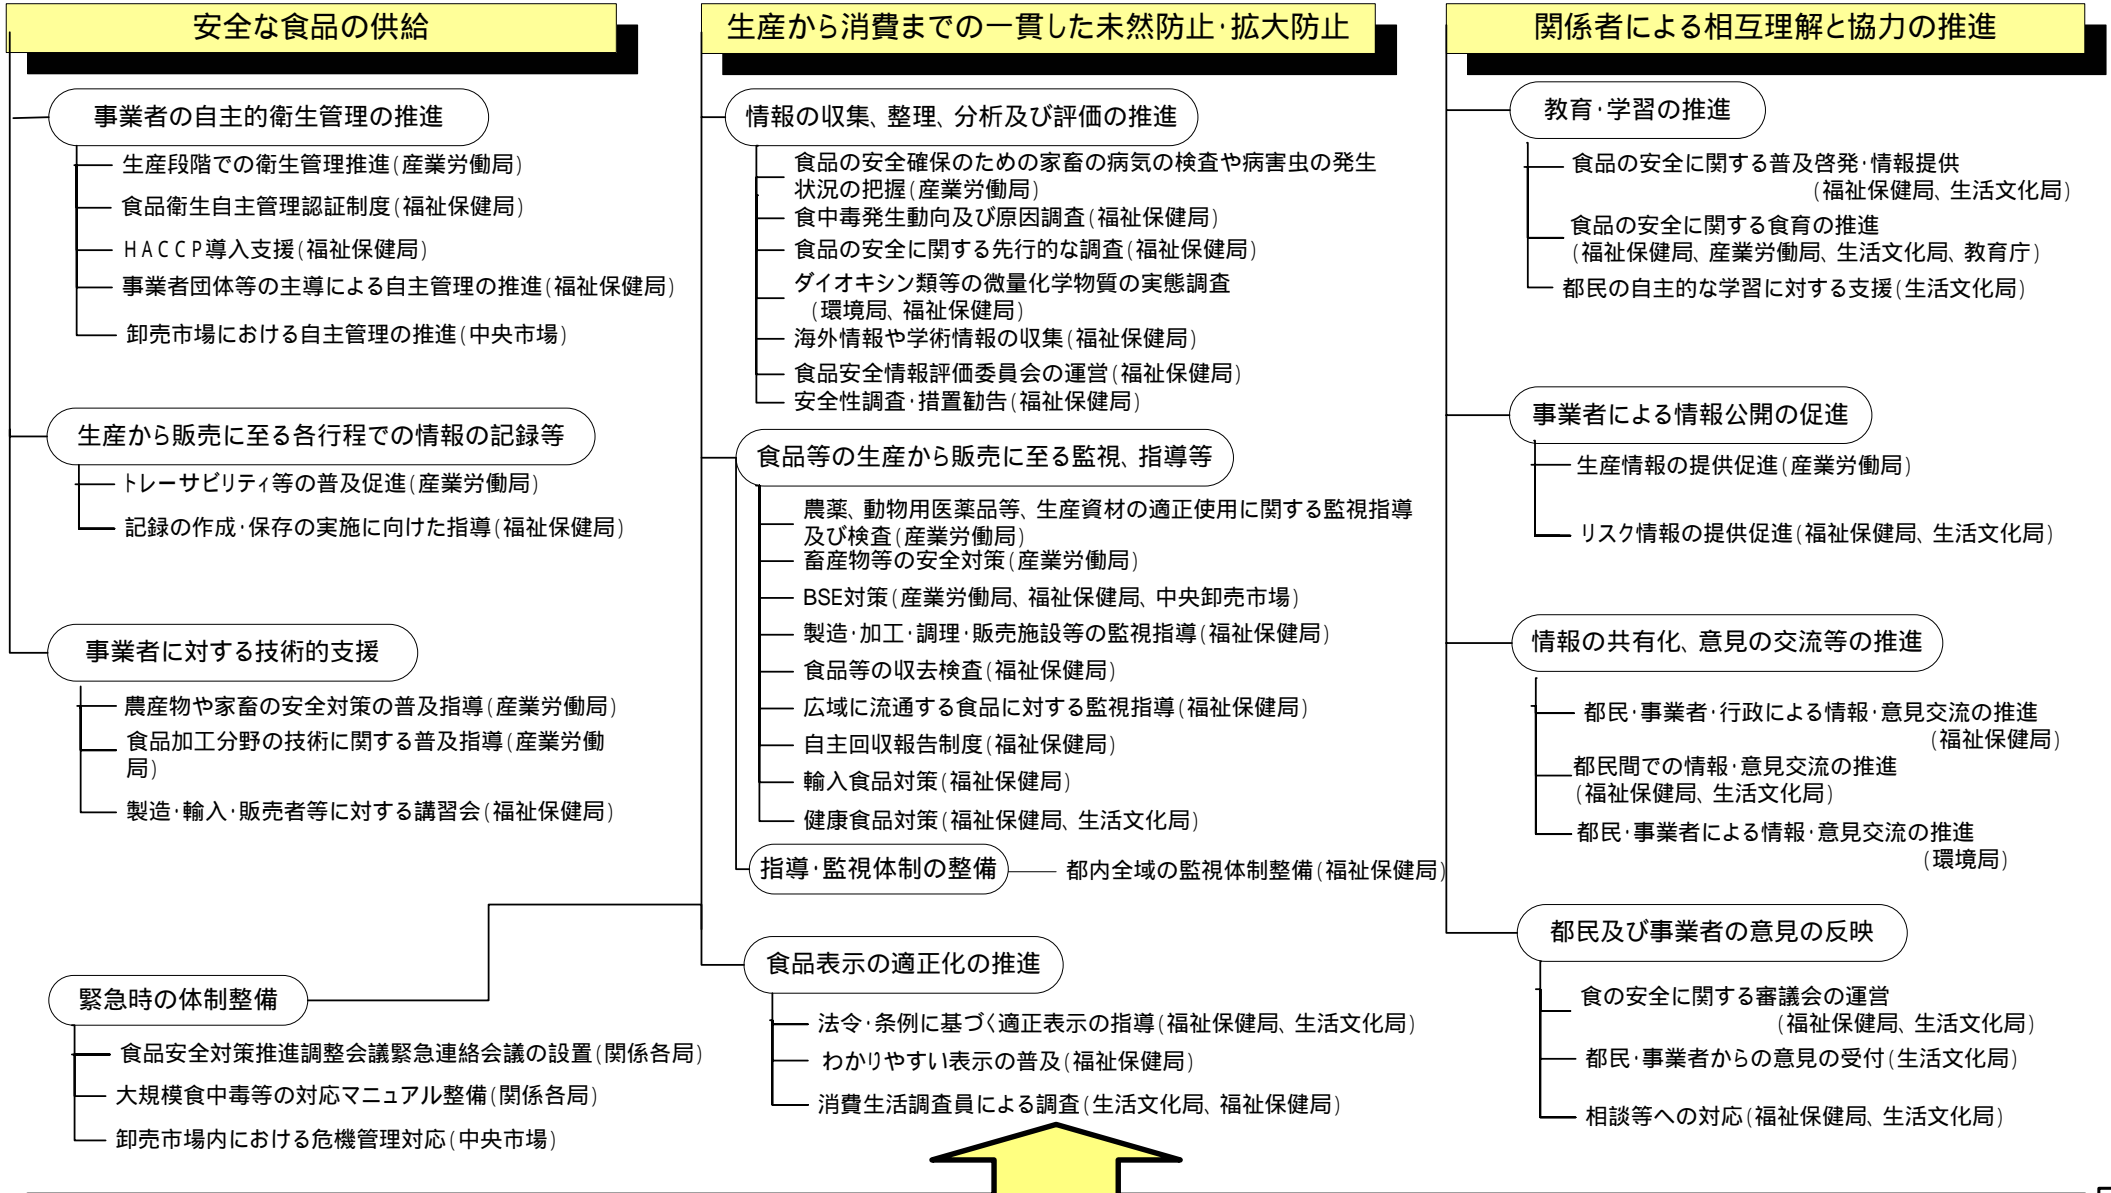 安全な食品の供給
事業者の自主的衛生管理の推進
生産段階での衛生管理推進(産業労働局)
食品衛生自主管理認証制度(福祉保健局)
HACCP導入支援(福祉保健局)
事業者団体等の主導による自主管理の推進(福祉保健局)
卸売市場における自主管理の推進(中央市場)
生産から販売に至る各行程での情報の記録等
トレーサビリティ等の普及促進(産業労働局)
記録の作成・保存の実施に向けた指導(福祉保健局)
事業者に対する技術的支援
農産物や家畜の安全対策の普及指導(産業労働局)
食品加工分野の技術に関する普及指導(産業労働
局)
製造・輸入・販売者等に対する講習会(福祉保健局)
緊急時の体制整備
食品安全対策推進調整会議緊急連絡会議の設置(関係各局)
大規模食中毒等の対応マニュアル整備(関係各局)
卸売市場内における危機管理対応(中央市場)
生産から消費までの一貫した未然防止・拡大防止
情報の収集、整理、分析及び評価の推進
食品の安全確保のための家畜の病気の検査や病害虫の発生
状況の把握(産業労働局)
食中毒発生動向及び原因調査(福祉保健局)
食品の安全に関する先行的な調査(福祉保健局)
ダイオキシン類等の微量化学物質の実態調査
(環境局、福祉保健局)
海外情報や学術情報の収集(福祉保健局)
食品安全情報評価委員会の運営(福祉保健局)
安全性調査・措置勧告(福祉保健局)
食品等の生産から販売に至る監視、指導等
農薬、動物用医薬品等、生産資材の適正使用に関する監視指導
及び検査(産業労働局)
畜産物等の安全対策(産業労働局)
BSE対策(産業労働局、福祉保健局、中央卸売市場)
製造・加工・調理・販売施設等の監視指導(福祉保健局)
食品等の収去検査(福祉保健局)
広域に流通する食品に対する監視指導(福祉保健局)
自主回収報告制度(福祉保健局)
輸入食品対策(福祉保健局)
健康食品対策(福祉保健局、生活文化局)
指導・監視体制の整備
都内全域の監視体制整備(福祉保健局)
食品表示の適正化の推進
法令・条例に基づく適正表示の指導(福祉保健局、生活文化局)
わかりやすい表示の普及(福祉保健局)
消費生活調査員による調査(生活文化局、福祉保健局)
関係者による相互理解と協力の推進
教育・学習の推進
食品の安全に関する普及啓発・情報提供
(福祉保健局、生活文化局)
食品の安全に関する食育の推進
(福祉保健局、産業労働局、生活文化局、教育庁)
都民の自主的な学習に対する支援(生活文化局)
事業者による情報公開の促進
生産情報の提供促進(産業労働局)
リスク情報の提供促進(福祉保健局、生活文化局)
情報の共有化、意見の交流等の推進
都民・事業者・行政による情報・意見交流の推進
(福祉保健局)
都民間での情報・意見交流の推進
(福祉保健局、生活文化局)
都民・事業者による情報・意見交流の推進
(環境局)
都民及び事業者の意見の反映
食の安全に関する審議会の運営
(福祉保健局、生活文化局)
都民・事業者からの意見の受付(生活文化局)
相談等への対応(福祉保健局、生活文化局)